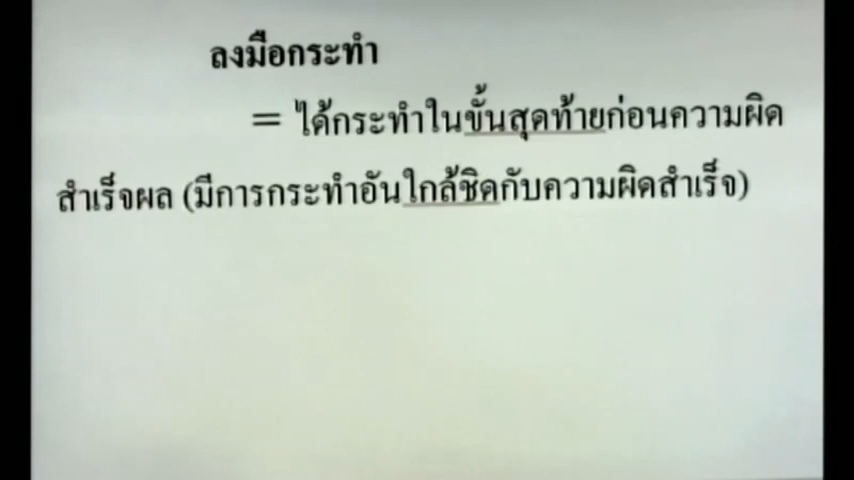 ลงมือกระทำ
= ได้กระทำในขั้นสุดท้ายก่อนความผิด
สำเร็จผล (มีการกระทำอันใกล้ชิดกับความผิดสำเร็จ)